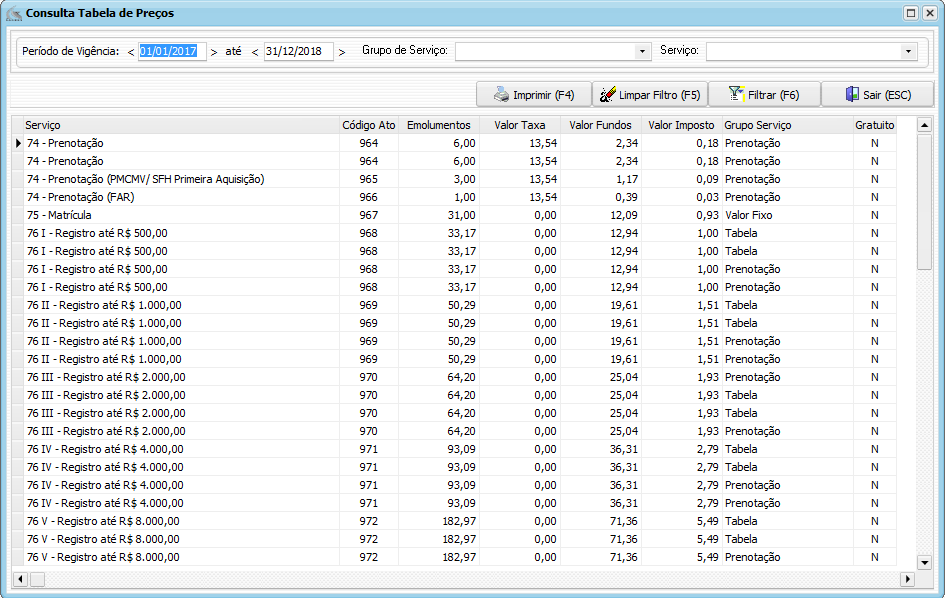 Consulta Tabela de Preços
Período de Vigência: < 01/01/2017 > até < 31/12/2018 > Grupo de Serviço: Serviço:
Imprimir (F4) Limpar Filtro (F5) Filtrar (F6) Sair (ESC)
Serviço Código Ato Emolumentos Valor Taxa Valor Fundos Valor Imposto Grupo Serviço Gratuito
74 - Prenotação 964 6,00 13,54 2,34 0,18 Prenotação N
74 - Prenotação 964 6,00 13,54 2,34 0,18 Prenotação N
74 - Prenotação (PMCMV/ SFH Primeira Aquisição) 965 3,00 13,54 1,17 0,09 Prenotação N
74 - Prenotação (FAR) 966 1,00 13,54 0,39 0,03 Prenotação N
75 - Matrícula 967 31,00 0,00 12,09 0,93 Valor Fixo N
76 I - Registro até R$ 500,00 968 33,17 0,00 12,94 1,00 Tabela N
76 I - Registro até R$ 500,00 968 33,17 0,00 12,94 1,00 Tabela N
76 I - Registro até R$ 500,00 968 33,17 0,00 12,94 1,00 Prenotação N
76 I - Registro até R$ 500,00 968 33,17 0,00 12,94 1,00 Prenotação N
76 II - Registro até R$ 1.000,00 969 50,29 0,00 19,61 1,51 Tabela N
76 II - Registro até R$ 1.000,00 969 50,29 0,00 19,61 1,51 Tabela N
76 II - Registro até R$ 1.000,00 969 50,29 0,00 19,61 1,51 Prenotação N
76 II - Registro até R$ 1.000,00 969 50,29 0,00 19,61 1,51 Prenotação N
76 III - Registro até R$ 2.000,00 970 64,20 0,00 25,04 1,93 Prenotação N
76 III - Registro até R$ 2.000,00 970 64,20 0,00 25,04 1,93 Tabela N
76 III - Registro até R$ 2.000,00 970 64,20 0,00 25,04 1,93 Tabela N
76 III - Registro até R$ 2.000,00 970 64,20 0,00 25,04 1,93 Prenotação N
76 IV - Registro até R$ 4.000,00 971 93,09 0,00 36,31 2,79 Tabela N
76 IV - Registro até R$ 4.000,00 971 93,09 0,00 36,31 2,79 Tabela N
76 IV - Registro até R$ 4.000,00 971 93,09 0,00 36,31 2,79 Prenotação N
76 IV - Registro até R$ 4.000,00 971 93,09 0,00 36,31 2,79 Prenotação N
76 V - Registro até R$ 8.000,00 972 182,97 0,00 71,36 5,49 Tabela N
76 V - Registro até R$ 8.000,00 972 182,97 0,00 71,36 5,49 Tabela N
76 V - Registro até R$ 8.000,00 972 182,97 0,00 71,36 5,49 Prenotação N